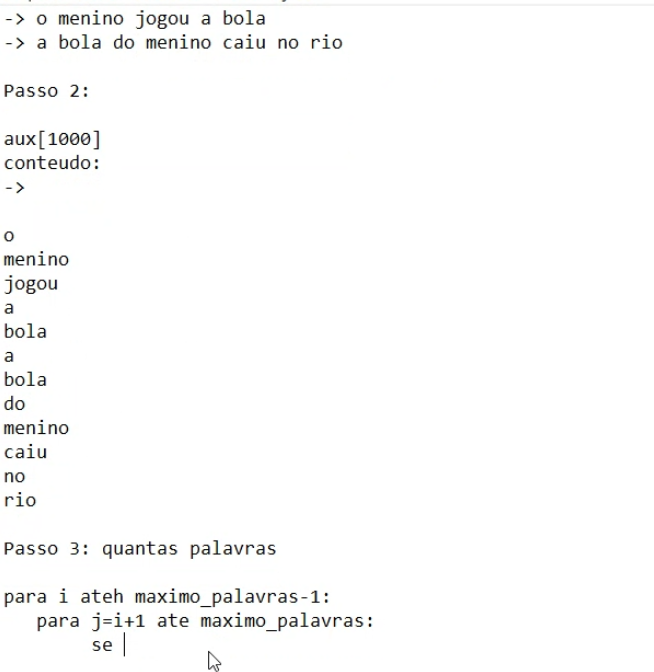 -> o menino jogou a bola
-> a bola do menino caiu no rio
Passo 2:
aux[1000]
conteudo:
->
o
menino
jogou
a
bola
a
bola
do
menino
caiu
no
rio
Passo 3: quantas palavras
para i ateh maximo_palavras-1:
para j=i+1 ate maximo_palavras:
se